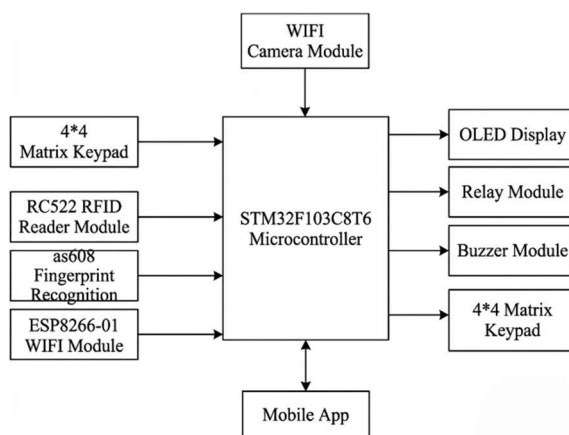 WIFI
Camera Module
4*4
Matrix Keypad
RC522 RFID
Reader Module
as608
Fingerprint
Recognition
ESP8266-01
WIFI Module
STM32F103C8T6
Microcontroller
OLED Display
Relay Module
Buzzer Module
4*4 Matrix
Keypad
Mobile App